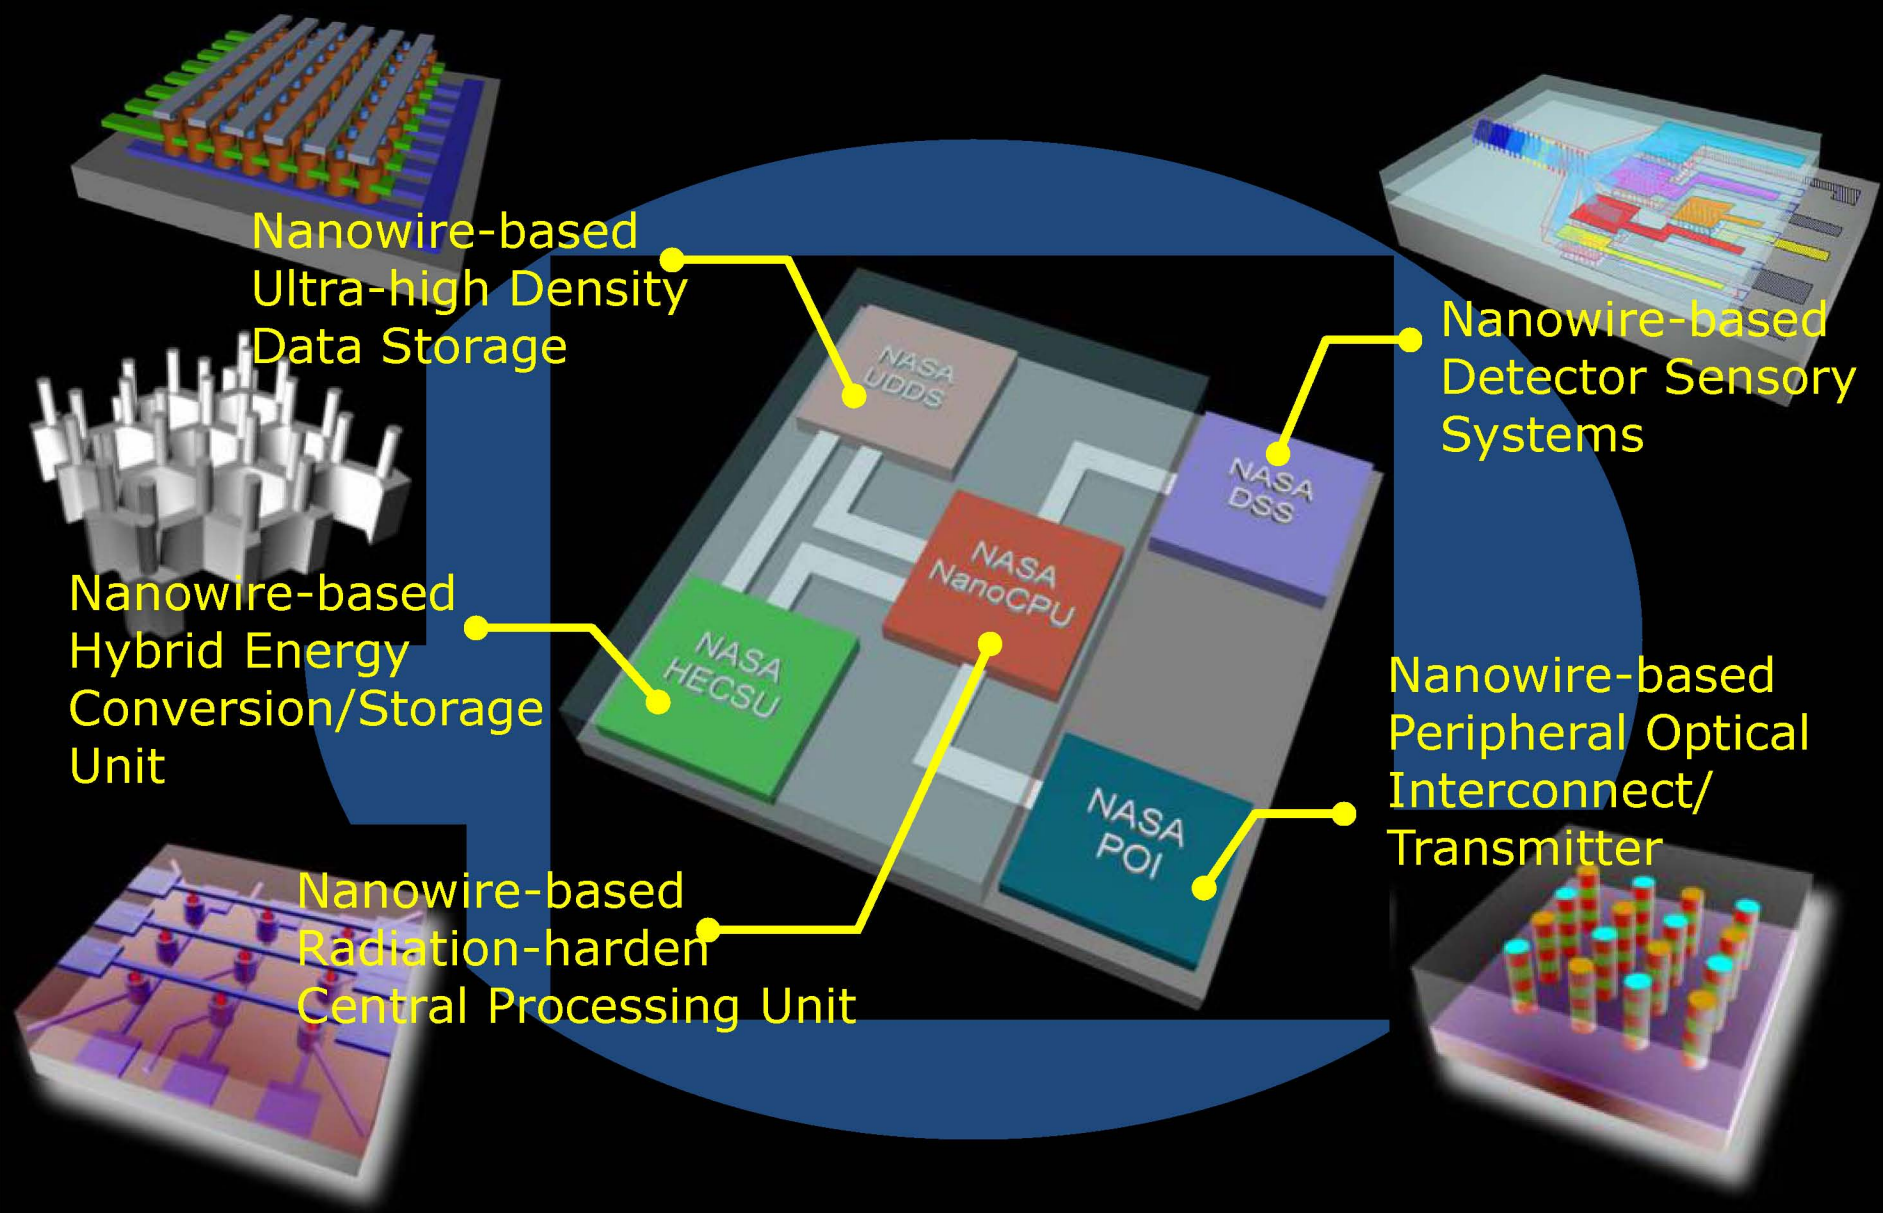 Nanowire-based
Ultra-high Density
Data Storage
Nanowire-based
Detector Sensory
Systems
NASA
UDDS
NASA
DSS
NASA
NanoCPU
Nanowire-based
Hybrid Energy
Conversion/Storage
Unit
NASA
HECSU
Nanowire-based
Peripheral Optical
Interconnect/
Transmitter
NASA
POI
Nanowire-based
Radiation-harden
Central Processing Unit